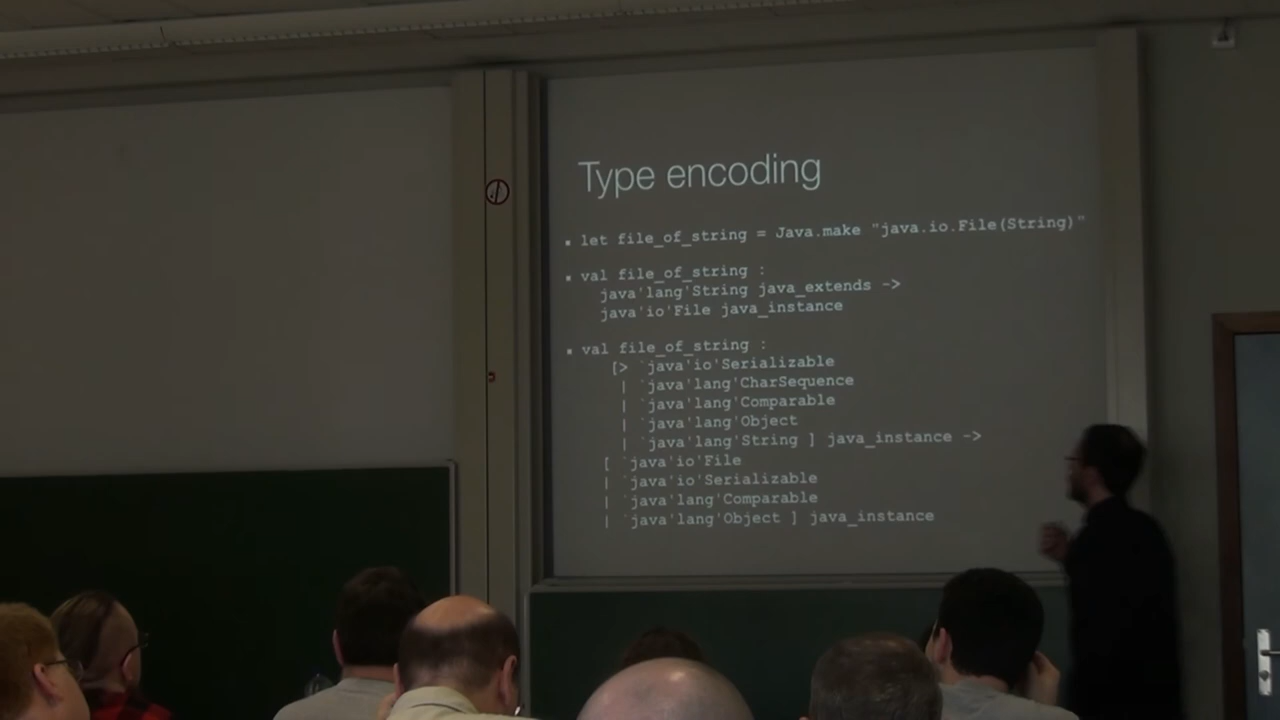 Type encoding
▪ let file_of_string = Java.make "java.io.File(String)"
▪ val file_of_string :
java'lang'String java_extends ->
java'io'File java_instance
▪ val file_of_string :
[> `java'io'Serializable
| `java'lang'CharSequence
| `java'lang'Comparable
| `java'lang'Object
| `java'lang'String ] java_instance ->
[ `java'io'File
| `java'io'Serializable
| `java'lang'Comparable
| `java'lang'Object ] java_instance